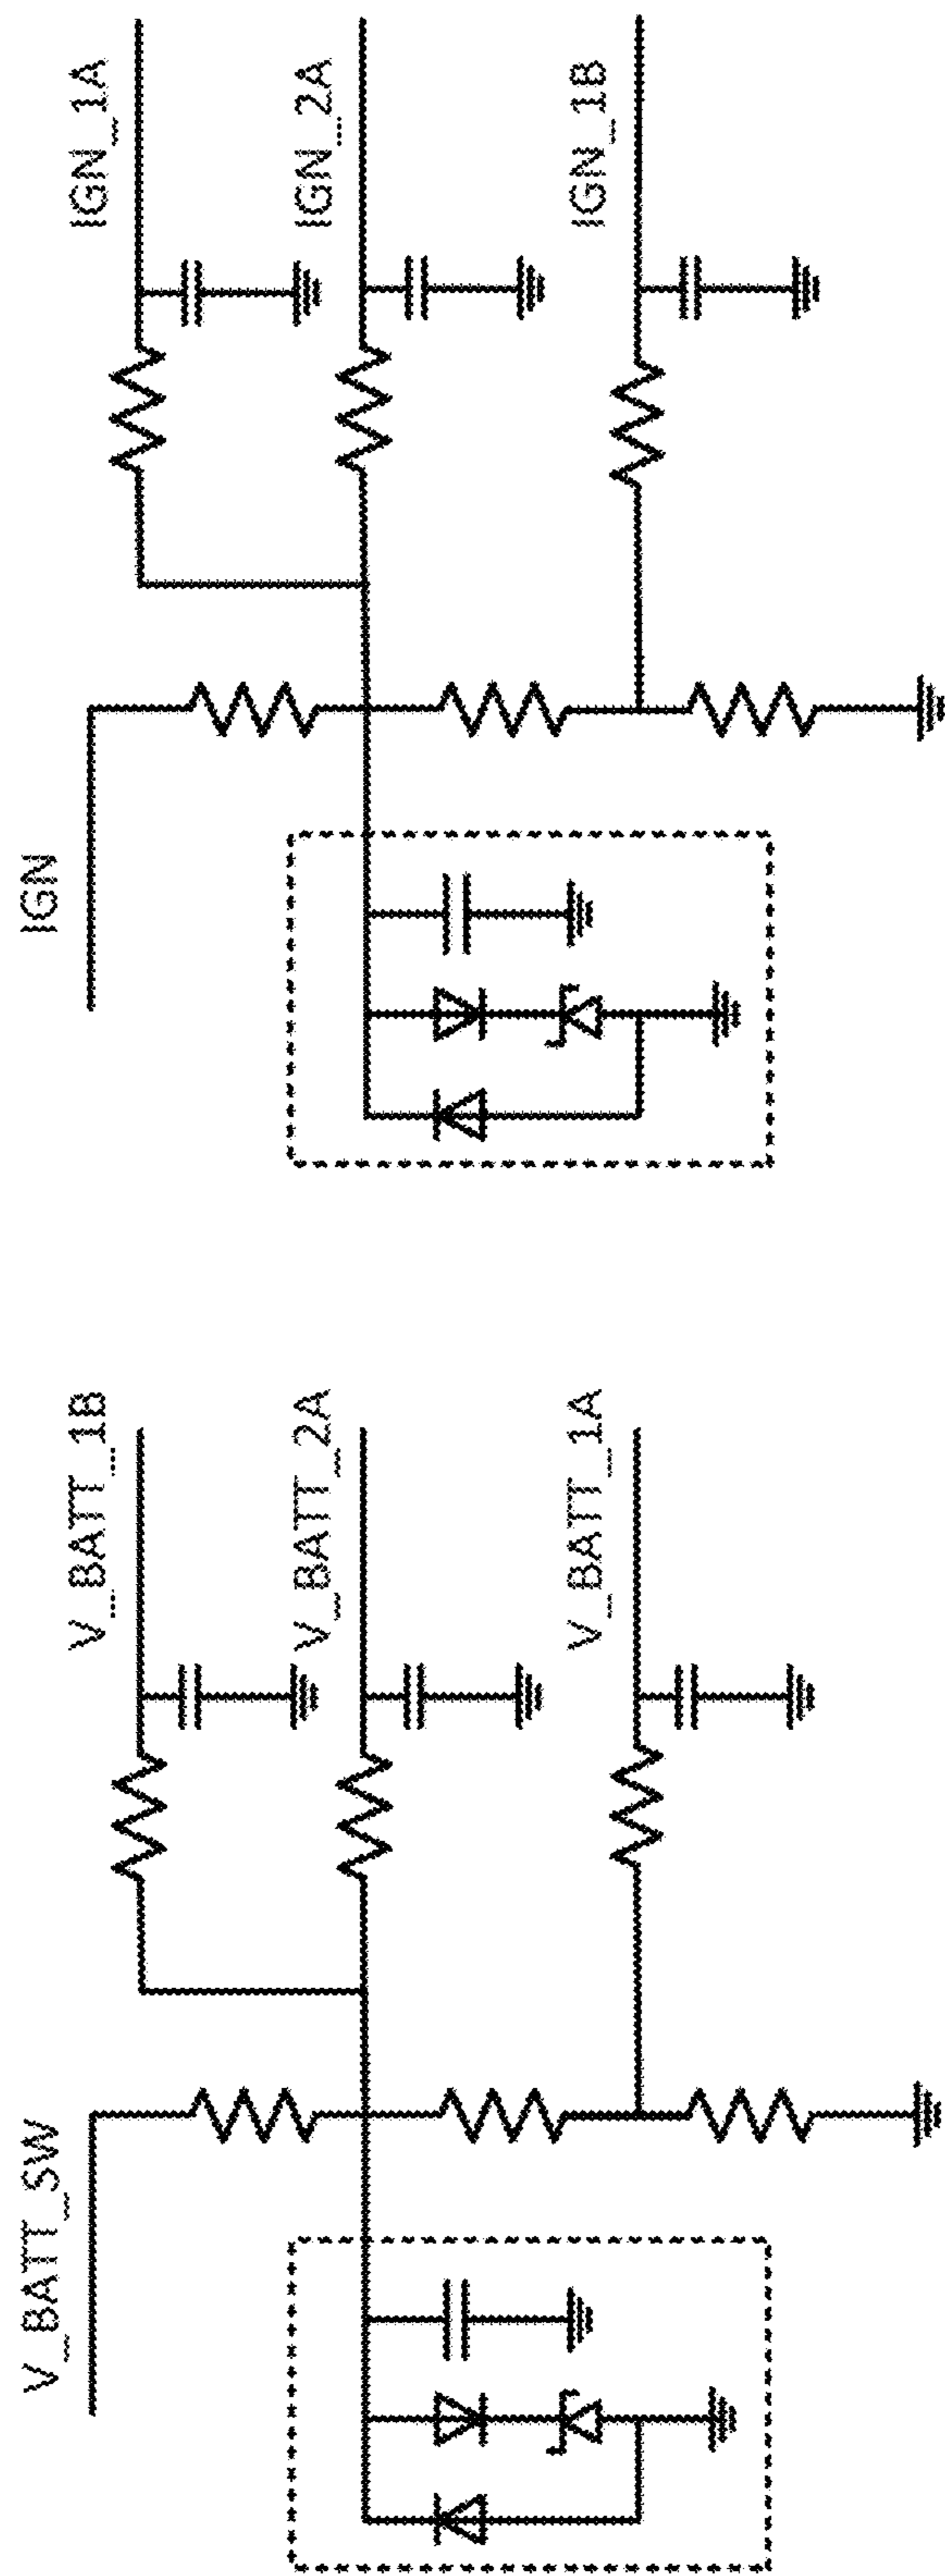 V_BATT_SW
V_BATT_1B
V_BATT_2A
V_BATT_1A
IGN
IGN_1A
IGN_2A
IGN_1B